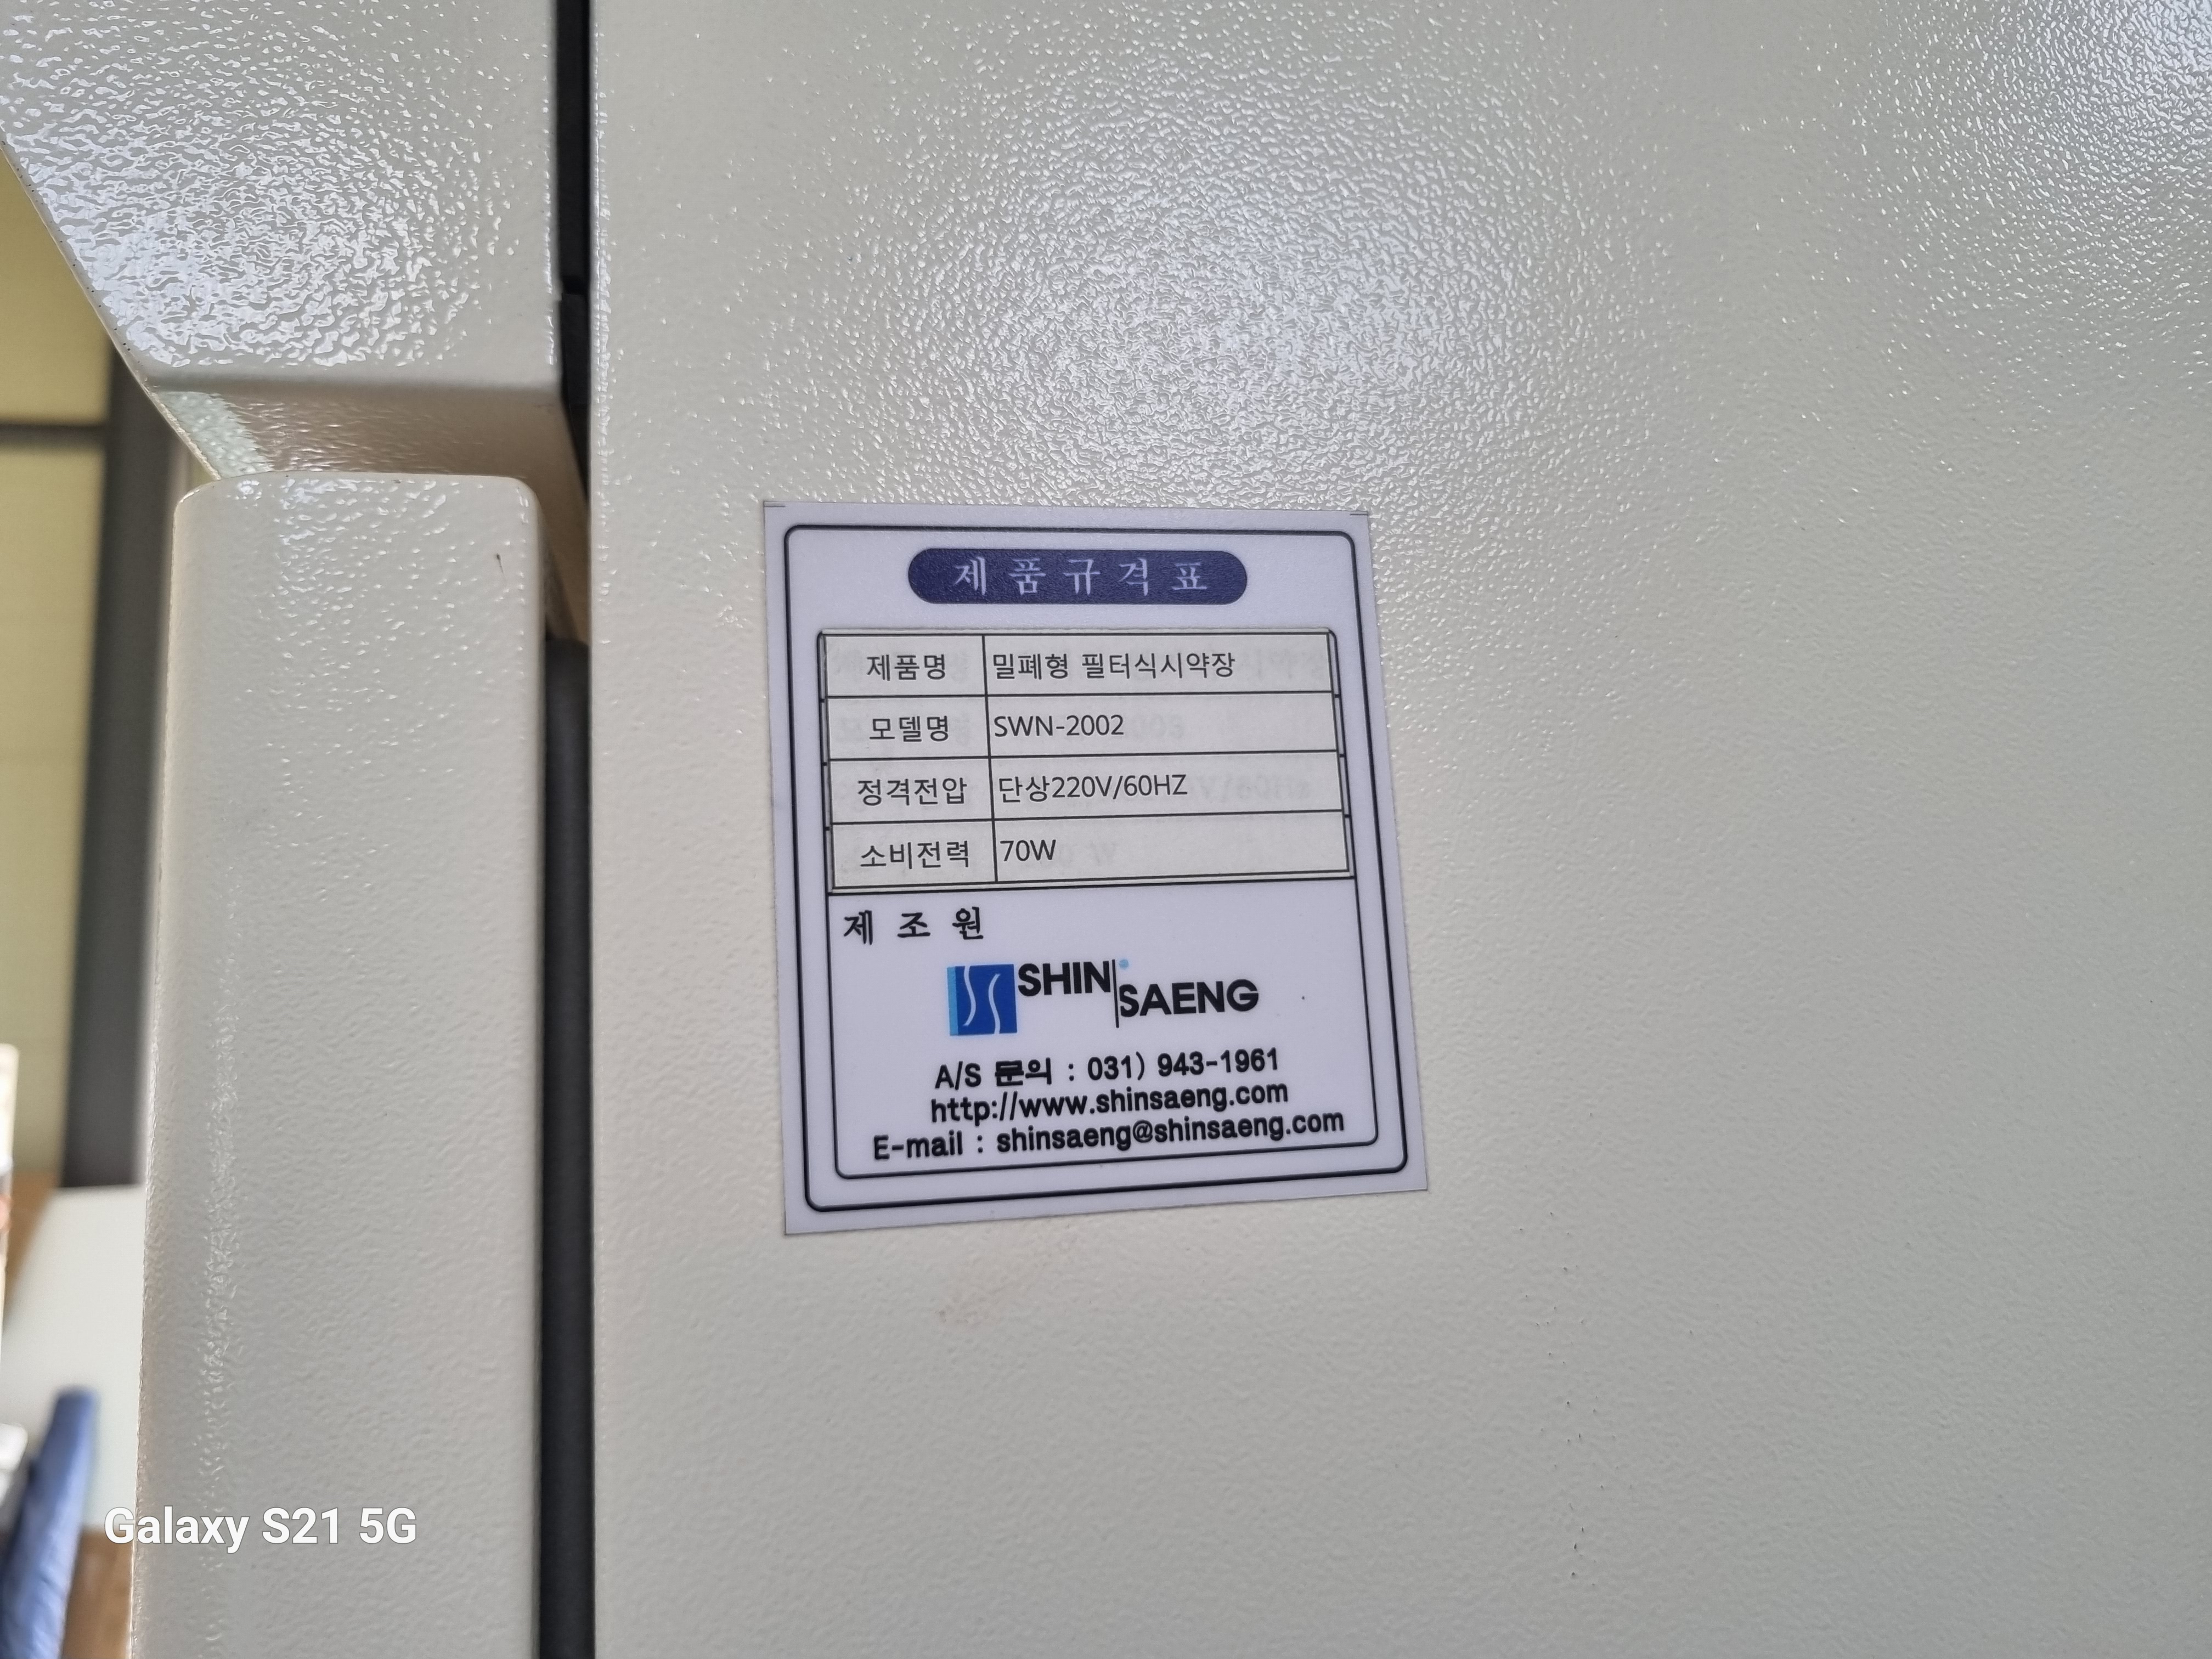 제품규격표
제품명 밀폐형 필터식시약장
모델명 SWN-2002
정격전압 단상220V/60HZ
소비전력 70W
제조원
SHIN SAENG
A/S 문의 : 031) 943-1961
http://www.shinsaeng.com
E-mail : shinsaeng@shinsaeng.com
Galaxy S21 5G